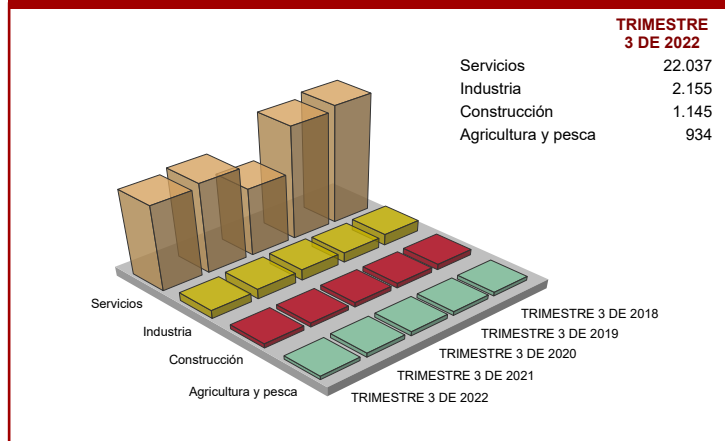 TRIMESTRE
3 DE 2022
Servicios 22.037
Industria 2.155
Construcción 1.145
Agricultura y pesca 934
Servicios
Industria
Construcción
Agricultura y pesca
TRIMESTRE 3 DE 2018
TRIMESTRE 3 DE 2019
TRIMESTRE 3 DE 2020
TRIMESTRE 3 DE 2021
TRIMESTRE 3 DE 2022